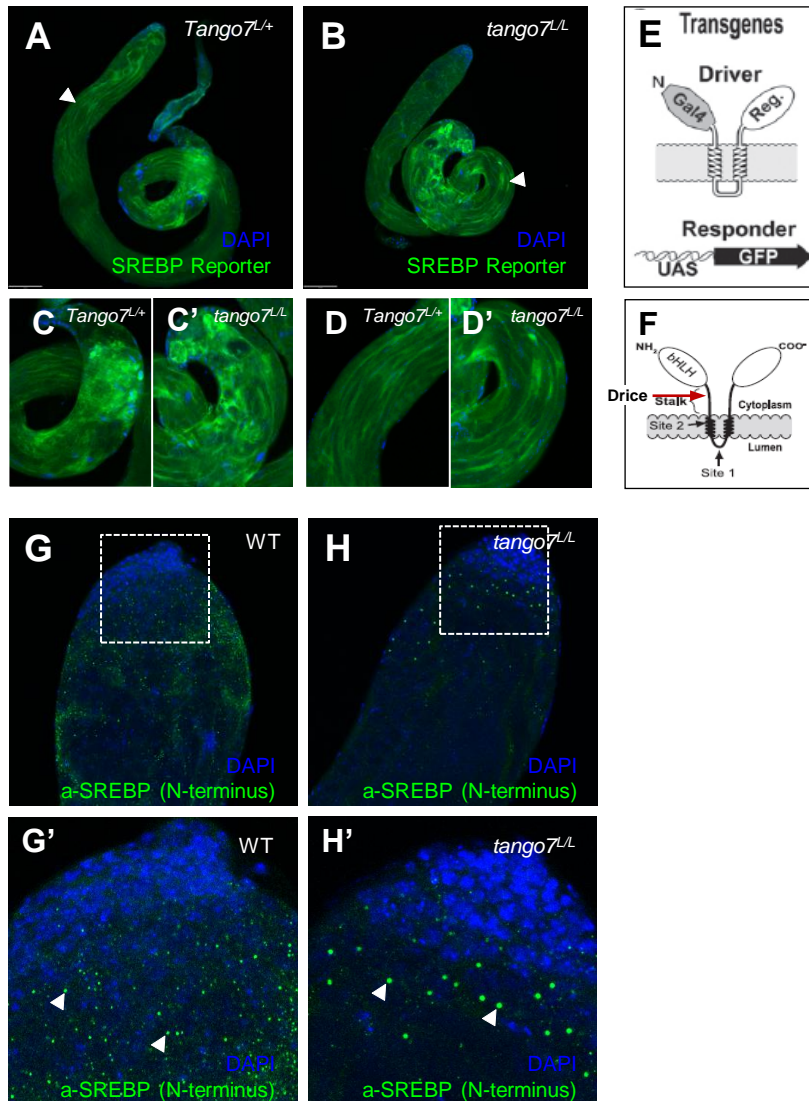 A
Tango7L/+
DAPI
SREBP Reporter
B
tango7L/L
DAPI
SREBP Reporter
C
Tango7L/+
C’
tango7L/L
D
Tango7L/+
D’
tango7L/L
E
Transgenes
Driver
N
Gal4
Reg.
Responder
UAS
GFP
F
NH2
bHLH
COO-
Drice
Stalk
Cytoplasm
Site 2
Lumen
Site 1
G
WT
DAPI
a-SREBP (N-terminus)
H
tango7L/L
DAPI
a-SREBP (N-terminus)
G’
WT
DAPI
a-SREBP (N-terminus)
H’
tango7L/L
DAPI
a-SREBP (N-terminus)